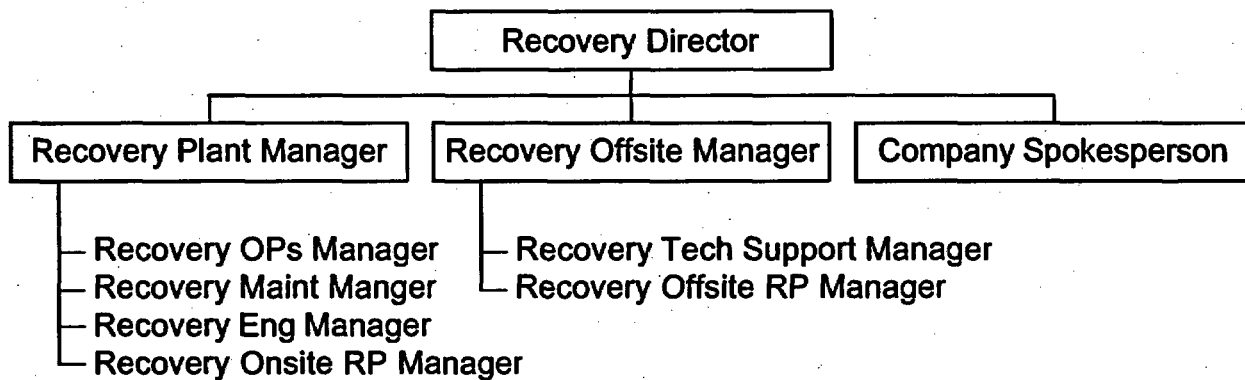 Recovery Director
Recovery Plant Manager
Recovery Offsite Manager
Company Spokesperson
Recovery OPs Manager
Recovery Maint Manger
Recovery Eng Manager
Recovery Onsite RP Manager
Recovery Tech Support Manager
Recovery Offsite RP Manager